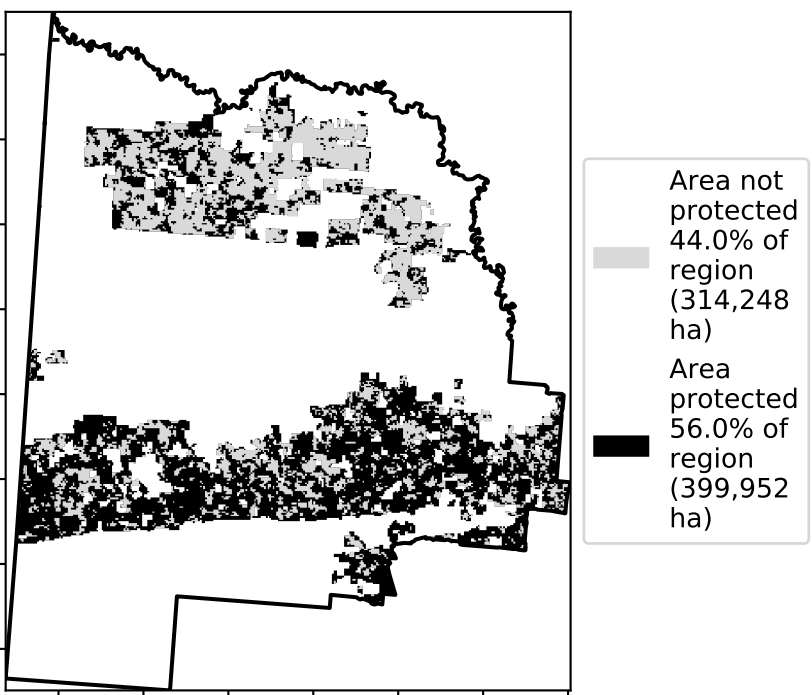 Area not
protected
44.0% of
region
(314,248
ha)
Area
protected
56.0% of
region
(399,952
ha)